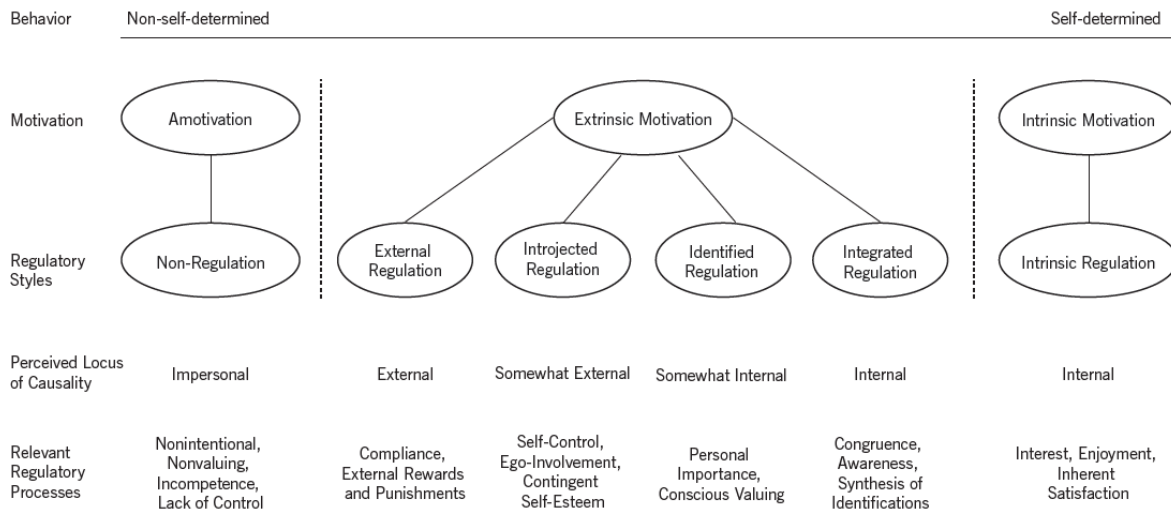 Behavior Non-self-determined Self-determined
Motivation Amotivation Extrinsic Motivation Intrinsic Motivation
Regulatory
Styles
Non-Regulation
External
Regulation
Introjected
Regulation
Identified
Regulation
Integrated
Regulation
Intrinsic Regulation
Perceived Locus
of Causality
Impersonal
External
Somewhat External
Somewhat Internal
Internal
Internal
Relevant
Regulatory
Processes
Nonintentional,
Nonvaluing,
Incompetence,
Lack of Control
Compliance,
External Rewards
and Punishments
Self-Control,
Ego-Involvement,
Contingent
Self-Esteem
Personal
Importance,
Conscious Valuing
Congruence,
Awareness,
Synthesis of
Identifications
Interest, Enjoyment,
Inherent
Satisfaction